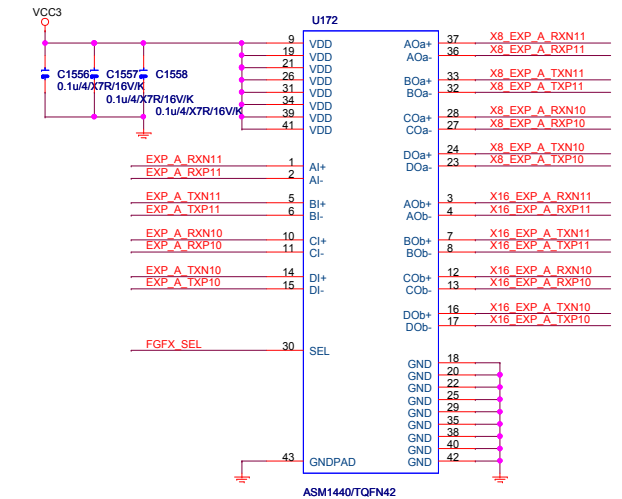 VCC3
U172
C1556
0.1u/4/X7R/16V/K
C1557
0.1u/4/X7R/16V/K
C1558
0.1u/4/X7R/16V/K
9 VDD
19 VDD
21 VDD
26 VDD
31 VDD
34 VDD
39 VDD
41 VDD
EXP_A_RXN11 1 AI+
EXP_A_RXP11 2 AI-
EXP_A_TXN11 5 BI+
EXP_A_TXP11 6 BI-
EXP_A_RXN10 10 CI+
EXP_A_RXP10 11 CI-
EXP_A_TXN10 14 DI+
EXP_A_TXP10 15 DI-
FGFX_SEL 30 SEL
43 GNDPAD
AOa+ 37 X8_EXP_A_RXN11
AOa- 36 X8_EXP_A_RXP11
BOa+ 33 X8_EXP_A_TXN11
BOa- 32 X8_EXP_A_TXP11
COa+ 28 X8_EXP_A_RXN10
COa- 27 X8_EXP_A_RXP10
DOa+ 24 X8_EXP_A_TXN10
DOa- 23 X8_EXP_A_TXP10
AOb+ 3 X16_EXP_A_RXN11
AOb- 4 X16_EXP_A_RXP11
BOb+ 7 X16_EXP_A_TXN11
BOb- 8 X16_EXP_A_TXP11
COb+ 12 X16_EXP_A_RXN10
COb- 13 X16_EXP_A_RXP10
DOb+ 16 X16_EXP_A_TXN10
DOb- 17 X16_EXP_A_TXP10
GND 18
GND 20
GND 22
GND 25
GND 29
GND 35
GND 38
GND 40
GND 42
ASM1440/TQFN42